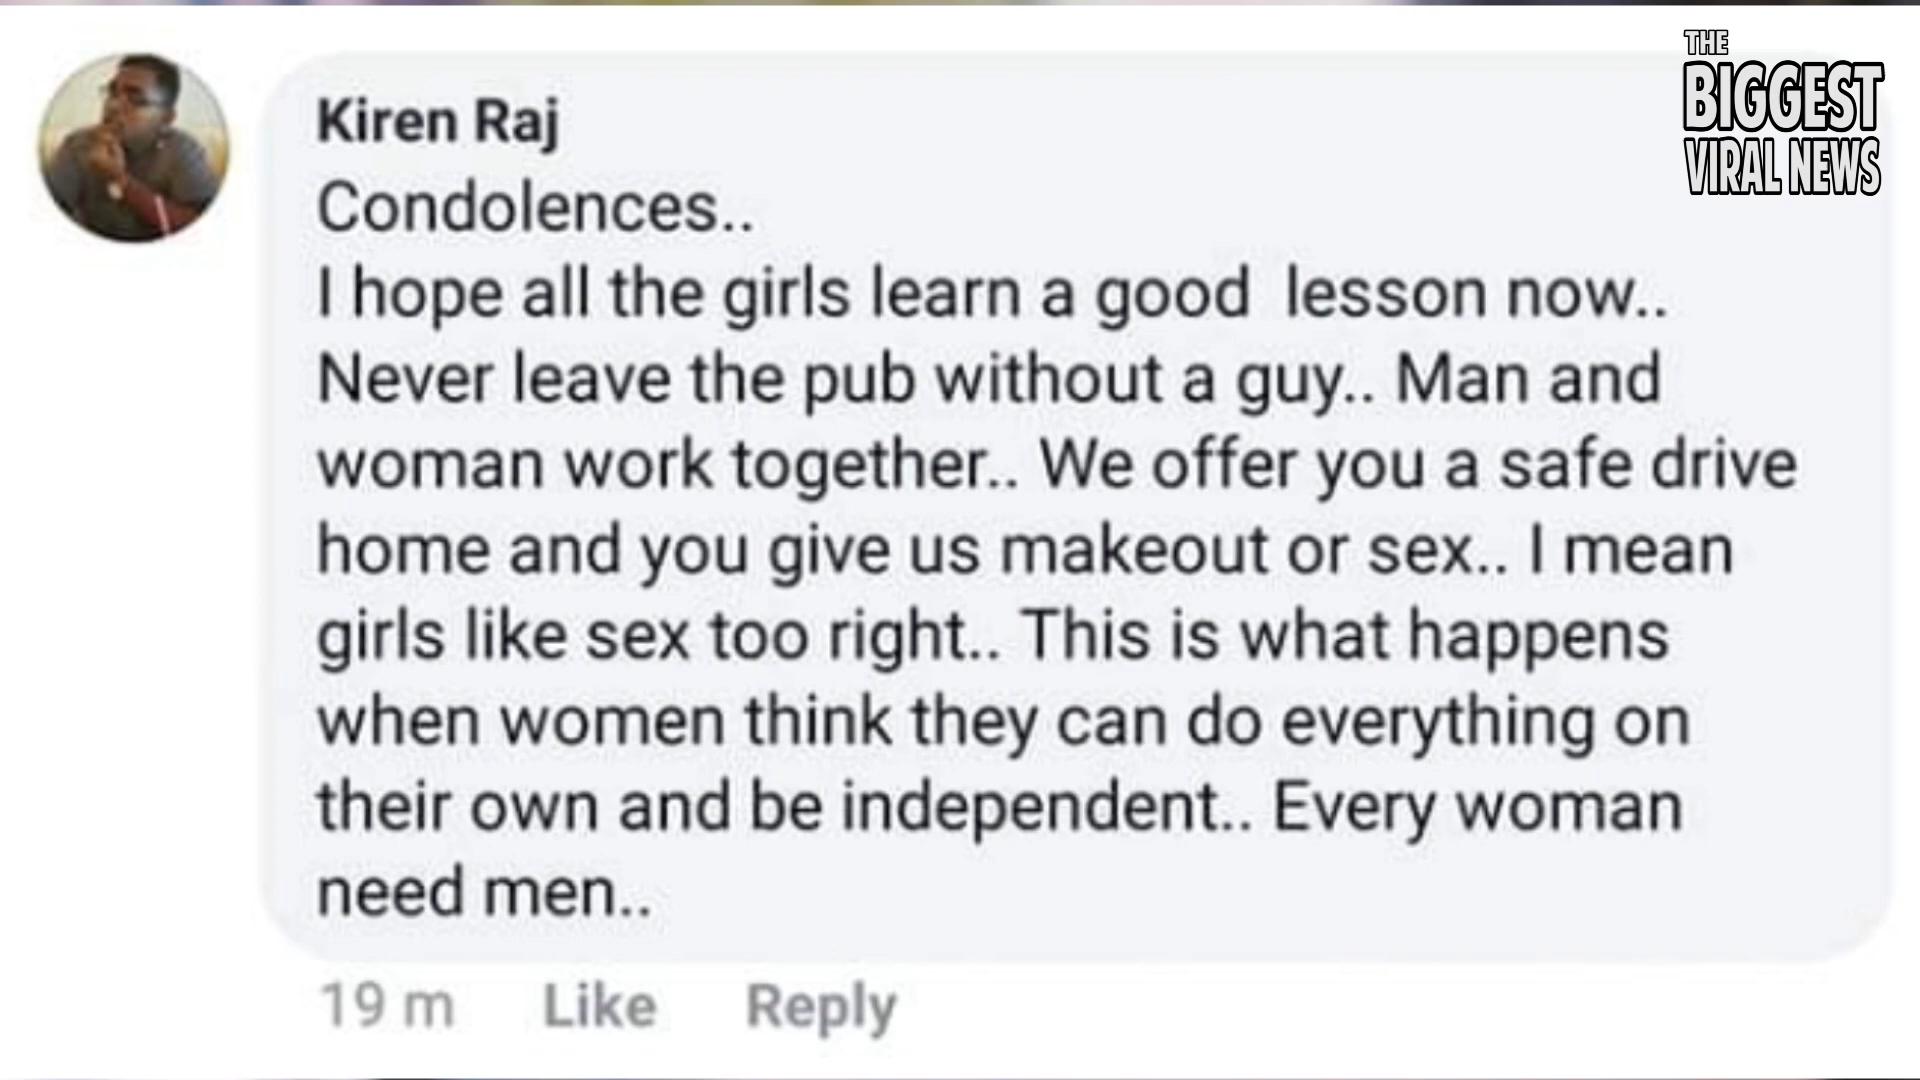 THE
BIGGEST
VIRAL NEWS
Kiren Raj
Condolences..
I hope all the girls learn a good  lesson now..
Never leave the pub without a guy.. Man and
woman work together.. We offer you a safe drive
home and you give us makeout or sex.. I mean
girls like sex too right.. This is what happens
when women think they can do everything on
their own and be independent.. Every woman
need men..
19 m Like Reply